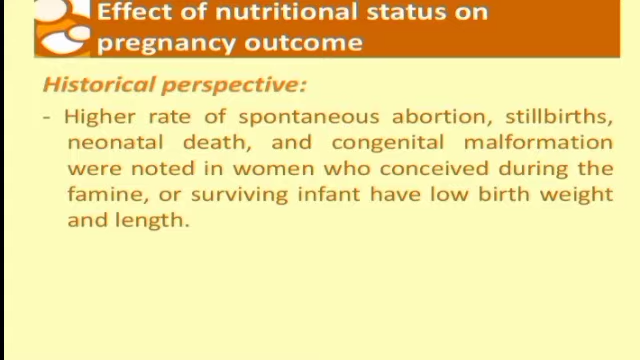 Effect of nutritional status on
pregnancy outcome
Historical perspective:
- Higher rate of spontaneous abortion, stillbirths,
neonatal death, and congenital malformation
were noted in women who conceived during the
famine, or surviving infant have low birth weight
and length.